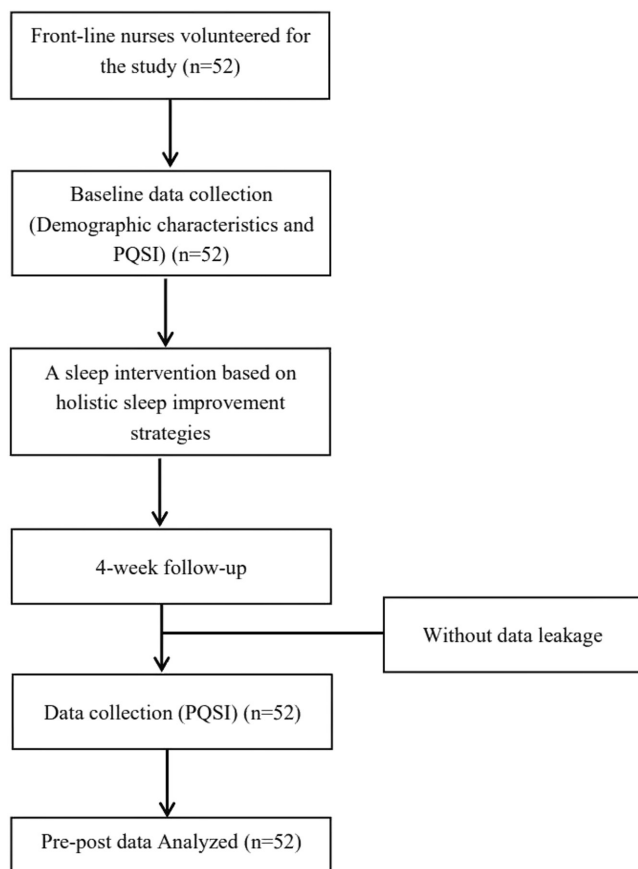 Front-line nurses volunteered for
the study (n=52)
Baseline data collection
(Demographic characteristics and
PQSI) (n=52)
A sleep intervention based on
holistic sleep improvement
strategies
4-week follow-up
Without data leakage
Data collection (PQSI) (n=52)
Pre-post data Analyzed (n=52)